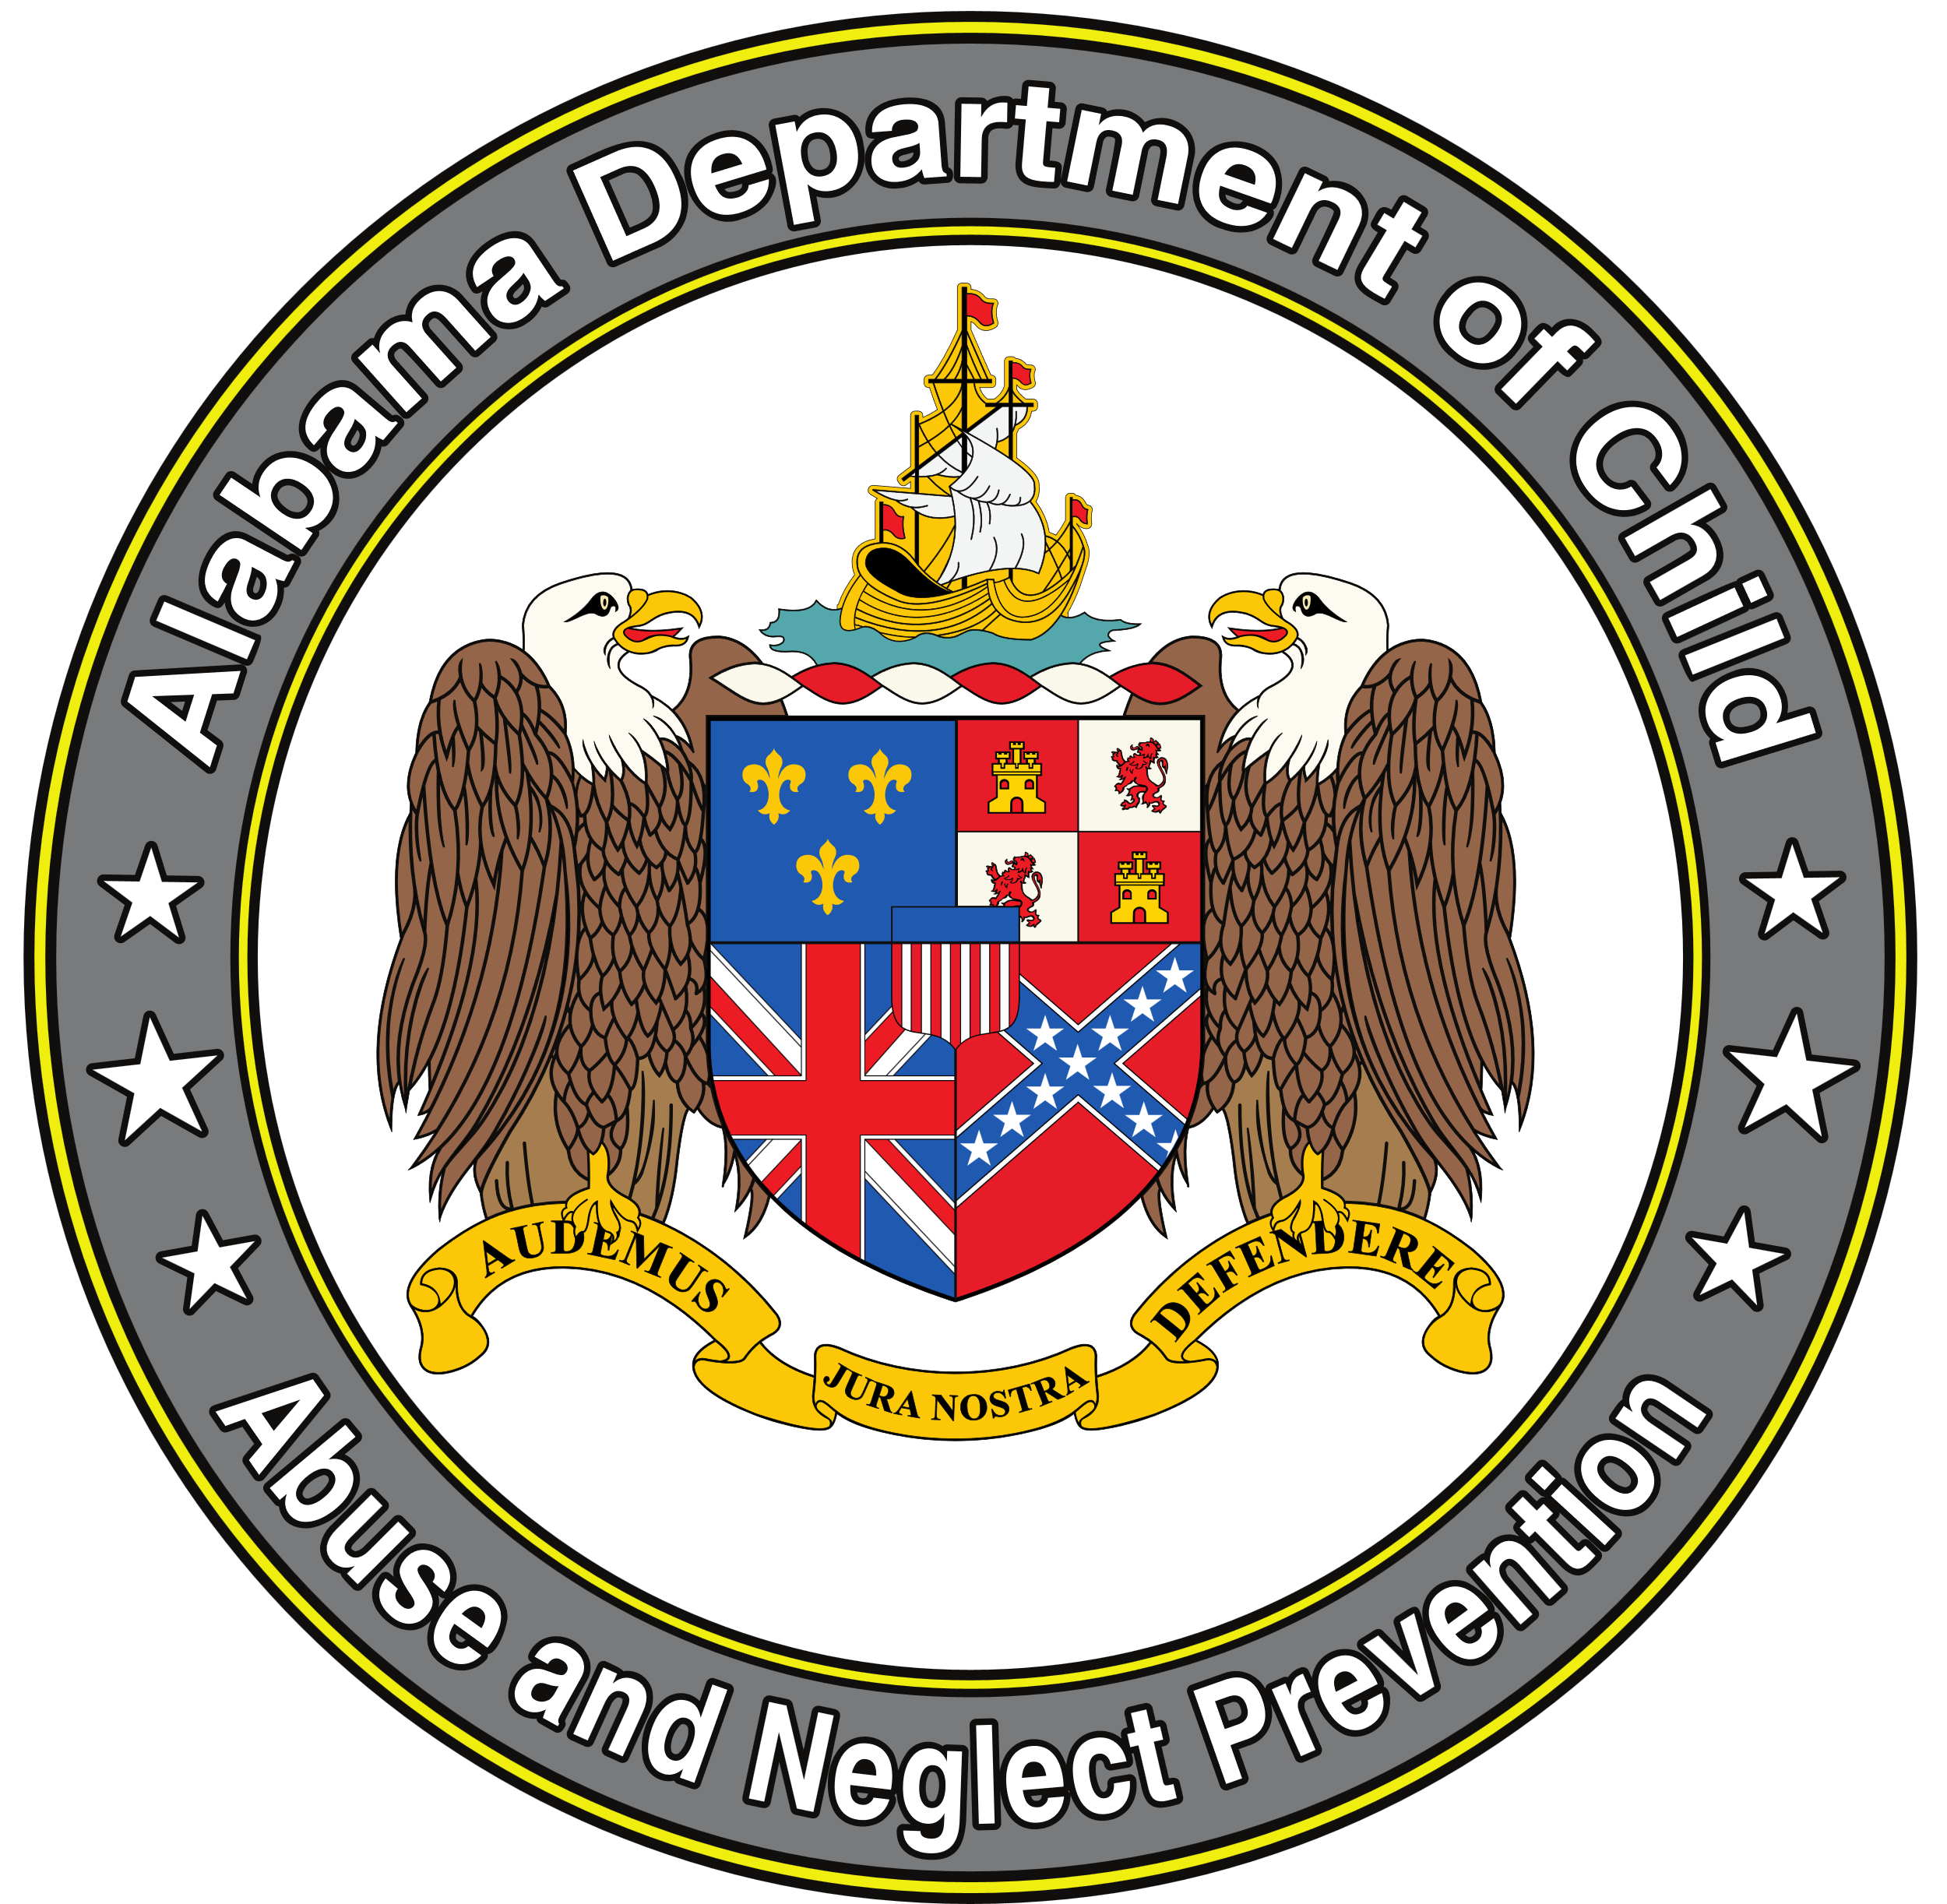 Alabama Department of Child
AUDEMUS
JURA NOSTRA
DEFENDERE
Abuse and Neglect Prevention